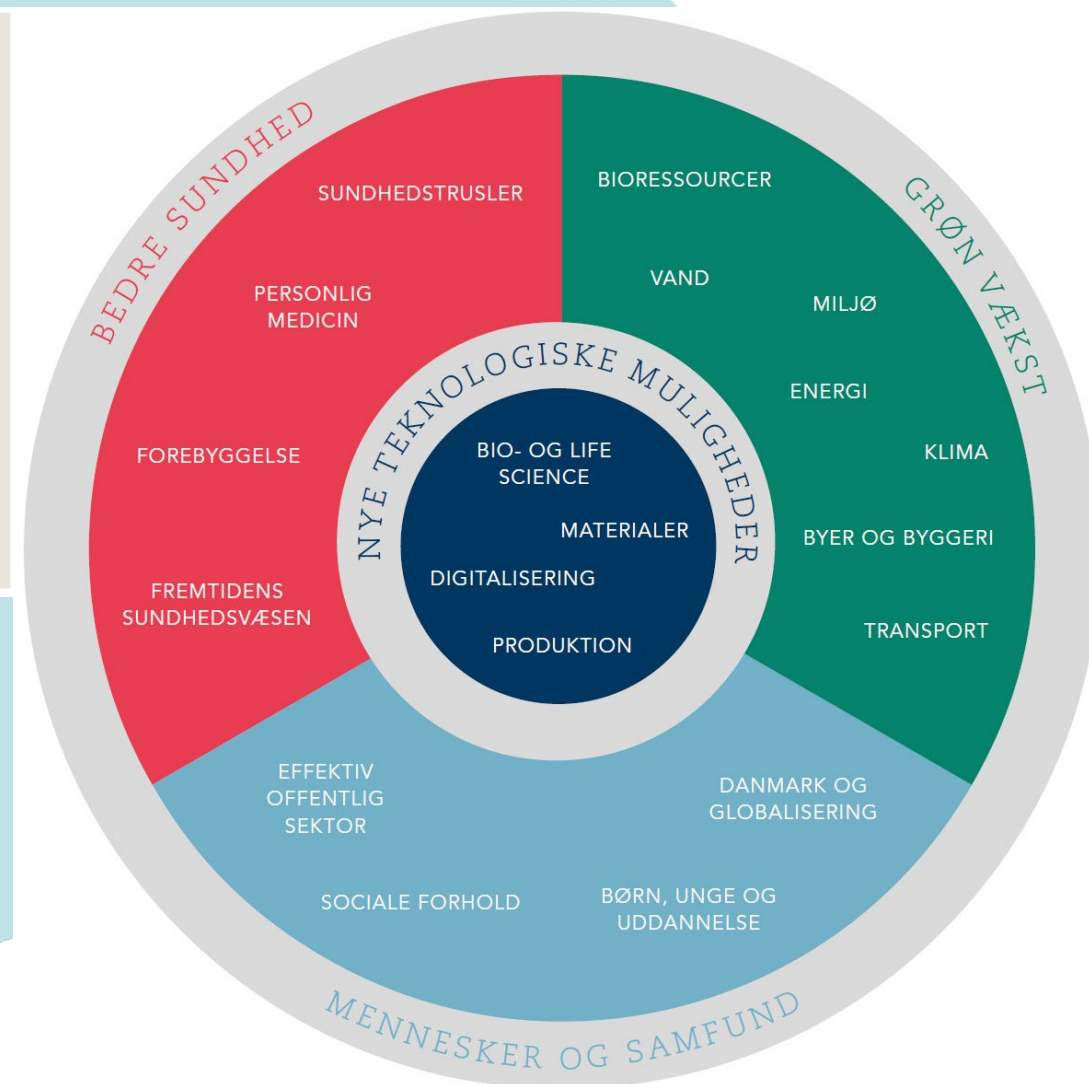 BEDRE SUNDHED
SUNDHEDSTRUSLER
PERSONLIG
MEDICIN
FOREBYGGELSE
FREMTIDENS
SUNDHEDSVÆSEN
GRØN VÆKST
BIORESSOURCER
VAND
MILJØ
ENERGI
KLIMA
BYER OG BYGGERI
TRANSPORT
NYE TEKNOLOGISKE MULIGHEDER
BIO- OG LIFE
SCIENCE
MATERIALER
DIGITALISERING
PRODUKTION
EFFEKTIV
OFFENTLIG
SEKTOR
DANMARK OG
GLOBALISERING
SOCIALE FORHOLD
BØRN, UNGE OG
UDDANNELSE
MENNESKER OG SAMFUND